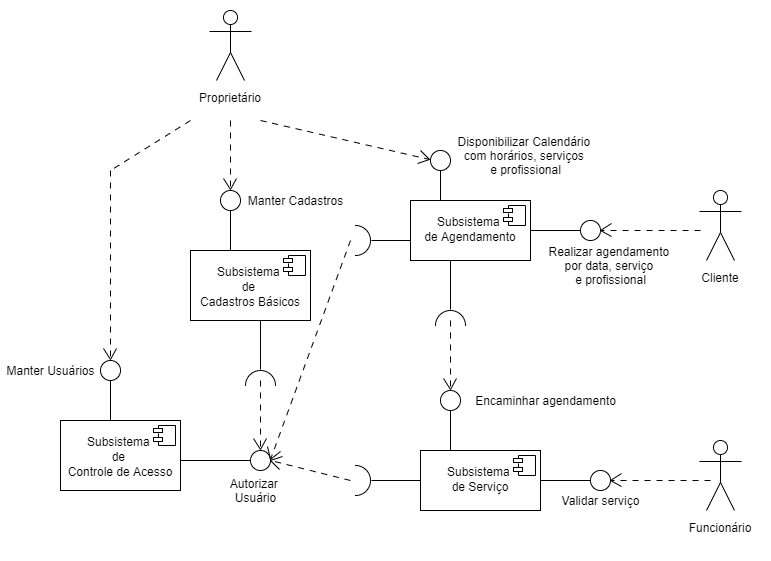 Proprietário
Disponibilizar Calendário
com horários, serviços
e profissional
Manter Cadastros
Subsistema
de Agendamento
Realizar agendamento
por data, serviço
e profissional
Cliente
Subsistema
de
Cadastros Básicos
Manter Usuários
Encaminhar agendamento
Subsistema
de
Controle de Acesso
Autorizar
Usuário
Subsistema
de Serviço
Validar serviço
Funcionário